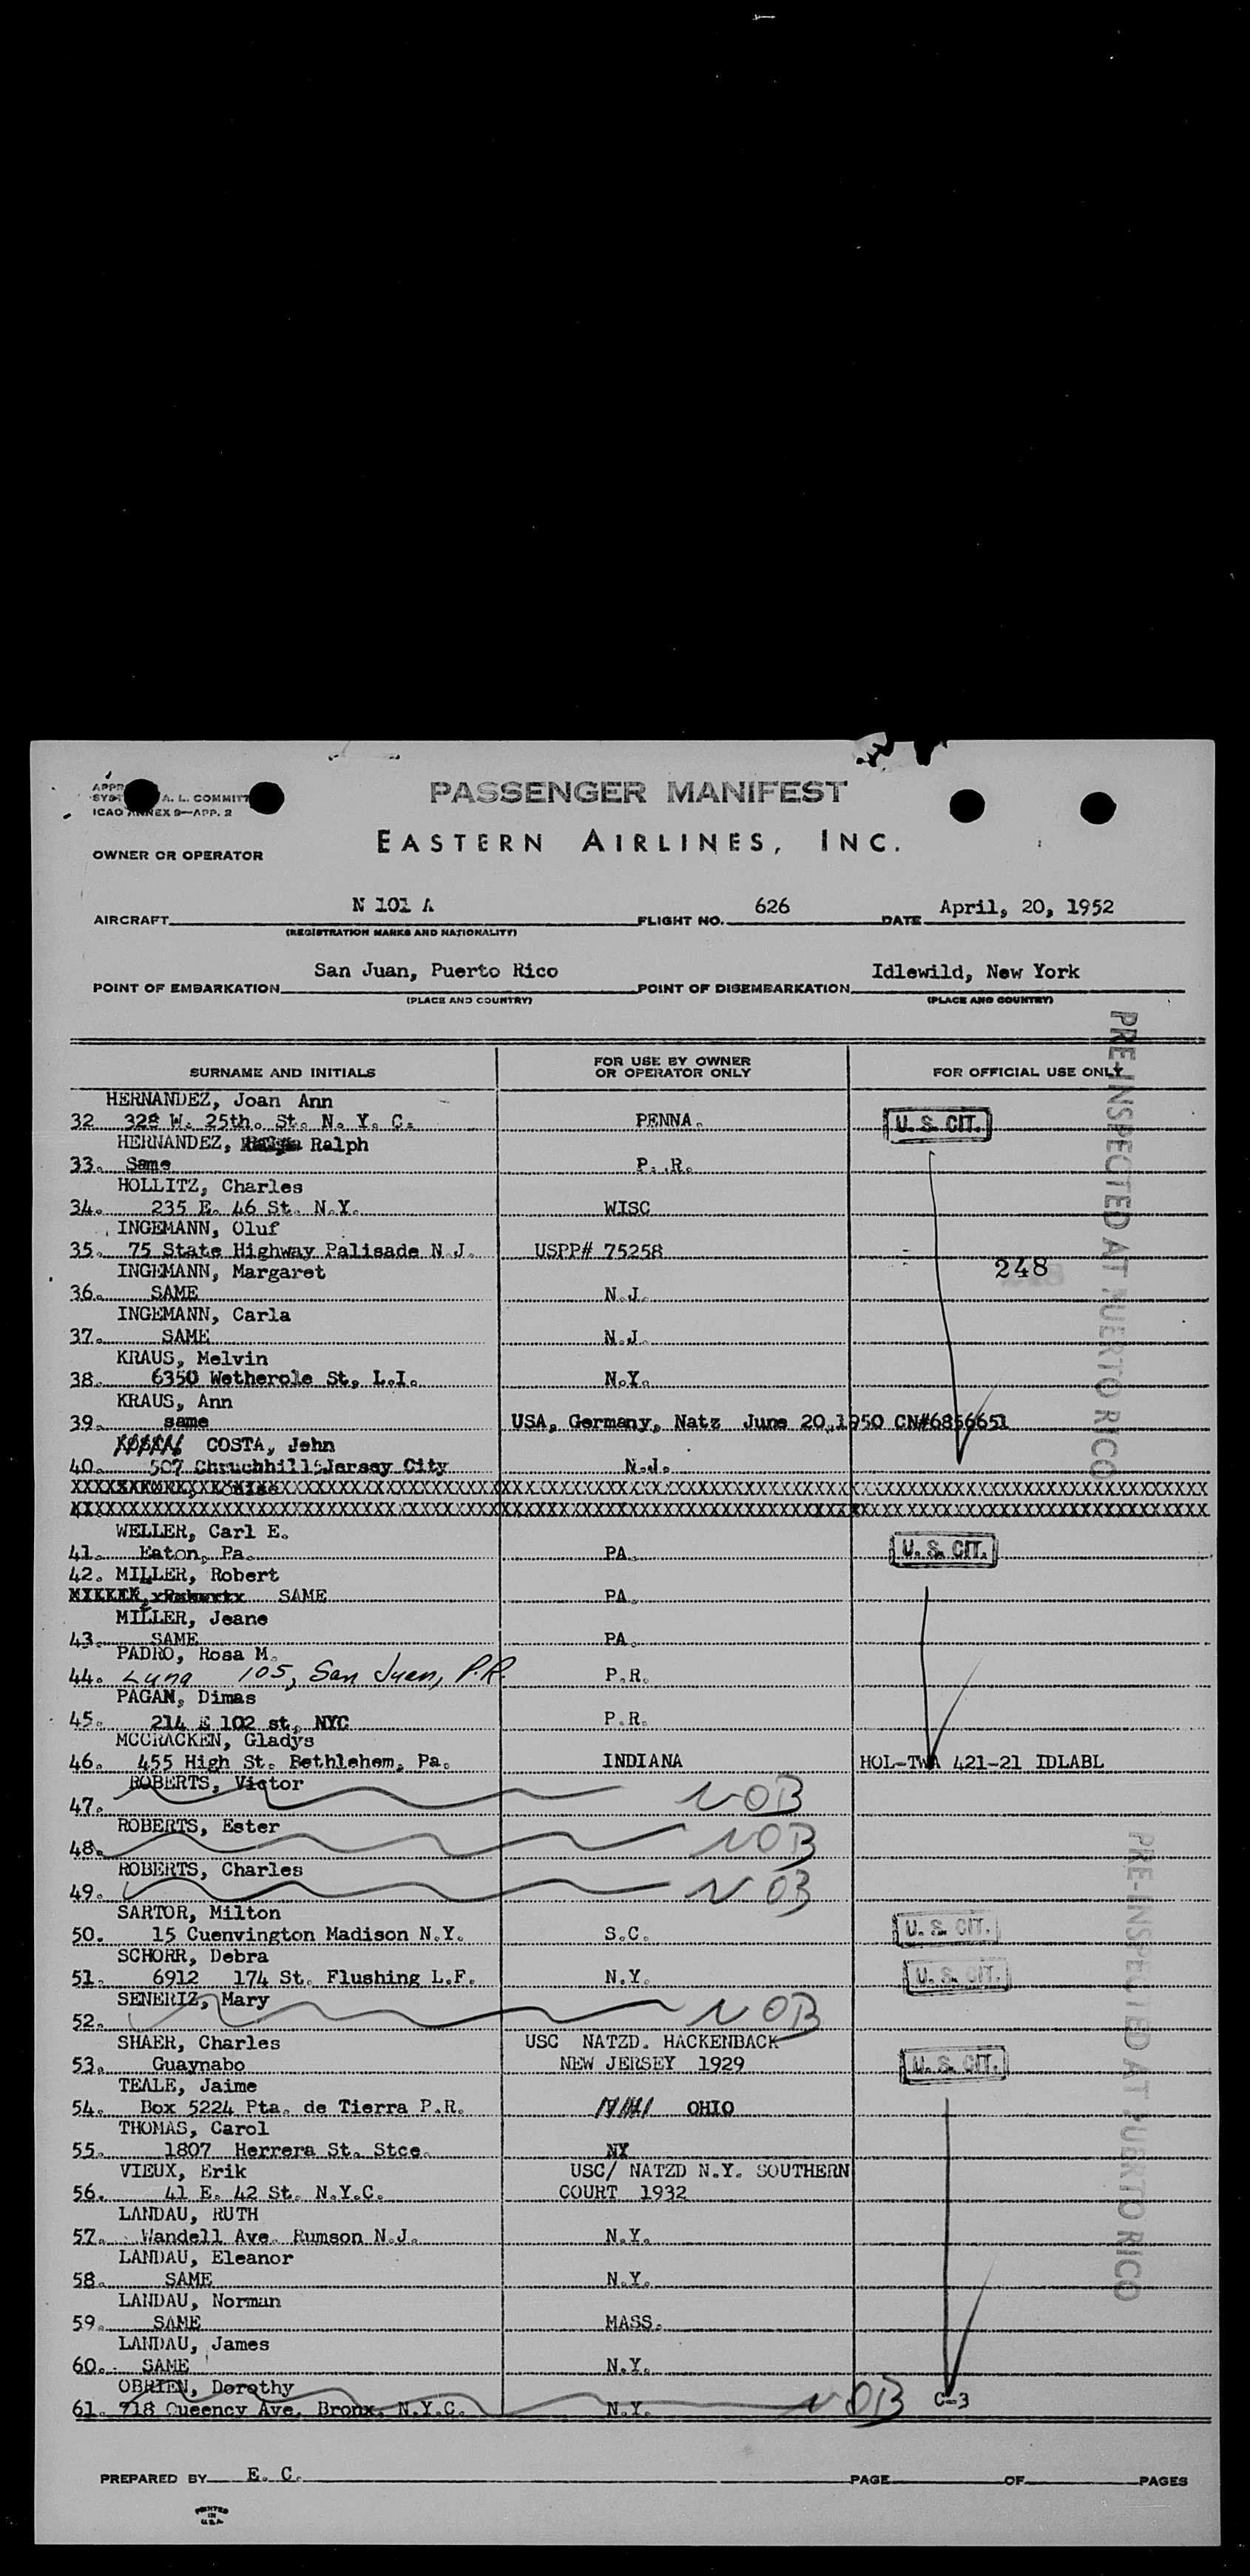 PASSENGER MANIFEST
A. L. COMMITT
ICAO ANNEX 9—APP. 2
EASTERN AIRLINES, INC.
OWNER OR OPERATOR
AIRCRAFT N 101 A FLIGHT NO. 626 DATE April, 20, 1952
(REGISTRATION MARKS AND NATIONALITY)
POINT OF EMBARKATION San Juan, Puerto Rico POINT OF DISEMBARKATION Idlewild, New York
(PLACE AND COUNTRY) (PLACE AND COUNTRY)
SURNAME AND INITIALS FOR USE BY OWNER OR OPERATOR ONLY FOR OFFICIAL USE ONLY
PRE-INSPECTED AT PUERTO RICO
HERNANDEZ, Joan Ann
32 328 W. 25th. St. N. Y. C. PENNA. U. S. CIT.
HERNANDEZ, Ralph
33. Same P. R.
HOLLITZ, Charles
34. 235 E. 46 St. N.Y. WISC
INGEMANN, Oluf
35. 75 State Highway Palisade N.J. USPP# 75258
INGEMANN, Margaret 248
36. SAME N.J.
INGEMANN, Carla
37. SAME N.J.
KRAUS, Melvin
38. 6350 Wetherole St, L.I. N.Y.
KRAUS, Ann
39. same USA, Germany, Natz June 20,1950 CN#6856651
COSTA, John
40. 507 Chruchhill Jersey City N.J.
WELLER, Carl E.
41. Eaton, Pa. PA. U. S. CIT.
42. MILLER, Robert
SAME PA.
MILLER, Jeane
43. SAME PA.
PADRO, Rosa M.
44. Luna 105, San Juan, P.R. P.R.
PAGAN, Dimas
45. 214 E 102 st, NYC P.R.
MCCRACKEN, Gladys
46. 455 High St. Bethlehem, Pa. INDIANA HOL-TWA 421-21 IDLABL
ROBERTS, Victor
47. NOB
ROBERTS, Ester
48. NOB
ROBERTS, Charles
49. NOB
PRE-INSPECTED AT PUERTO RICO
SARTOR, Milton
50. 15 Cuenvington Madison N.Y. S.C. U. S. CIT.
SCHORR, Debra
51. 6912 174 St. Flushing L.F. N.Y. U. S. CIT.
SENERIZ, Mary
52. NOB
SHAER, Charles USC NATZD. HACKENBACK
53. Guaynabo NEW JERSEY 1929 U. S. CIT.
TEALE, Jaime
54. Box 5224 Pta. de Tierra P.R. OHIO
THOMAS, Carol
55. 1807 Herrera St. Stce. NY
VIEUX, Erik USC/ NATZD N.Y. SOUTHERN
56. 41 E. 42 St. N.Y.C. COURT 1932
LANDAU, RUTH
57. Wandell Ave. Rumson N.J. N.Y.
LANDAU, Eleanor
58. SAME N.Y.
LANDAU, Norman
59. SAME MASS.
LANDAU, James
60. SAME N.Y.
OBRIEN, Dorothy
61. 718 Queency Ave. Bronx. N.Y.C. N.Y. NOB C-3
PREPARED BY E. C. PAGE OF PAGES
PRINTED
IN
U.S.A.